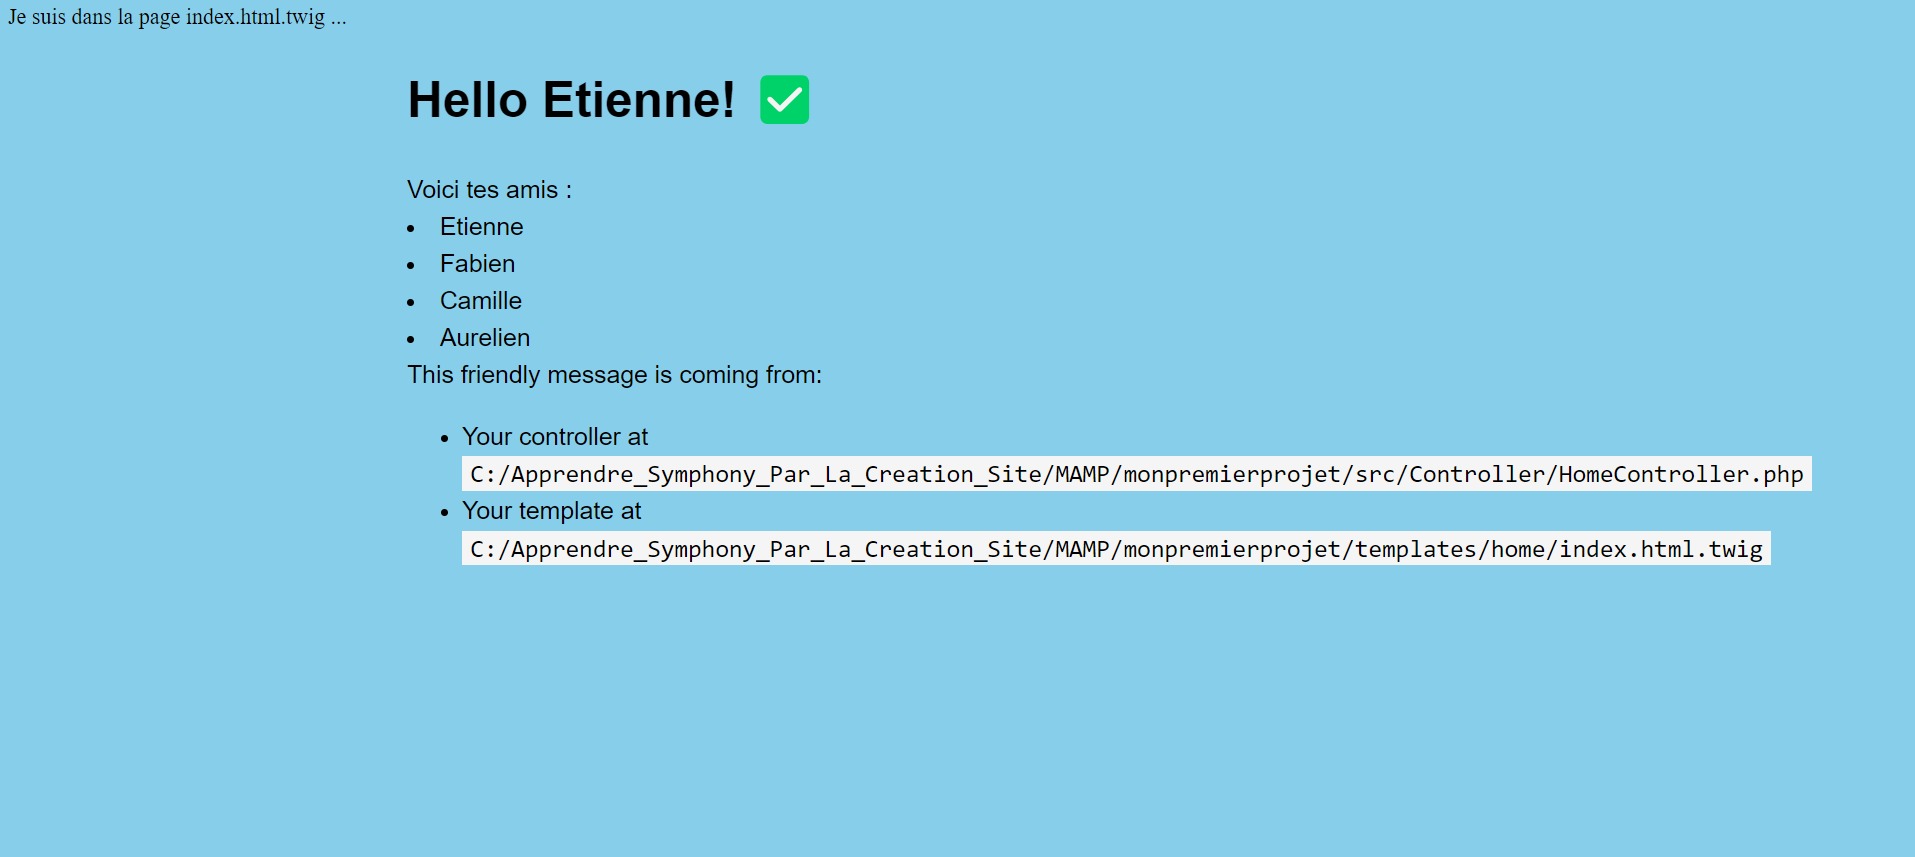 Je suis dans la page index.html.twig ...
Hello Etienne! ✅
Voici tes amis :
• Etienne
• Fabien
• Camille
• Aurelien
This friendly message is coming from:
• Your controller at
C:/Apprendre_Symphony_Par_La_Creation_Site/MAMP/monpremierprojet/src/Controller/HomeController.php
• Your template at
C:/Apprendre_Symphony_Par_La_Creation_Site/MAMP/monpremierprojet/templates/home/index.html.twig